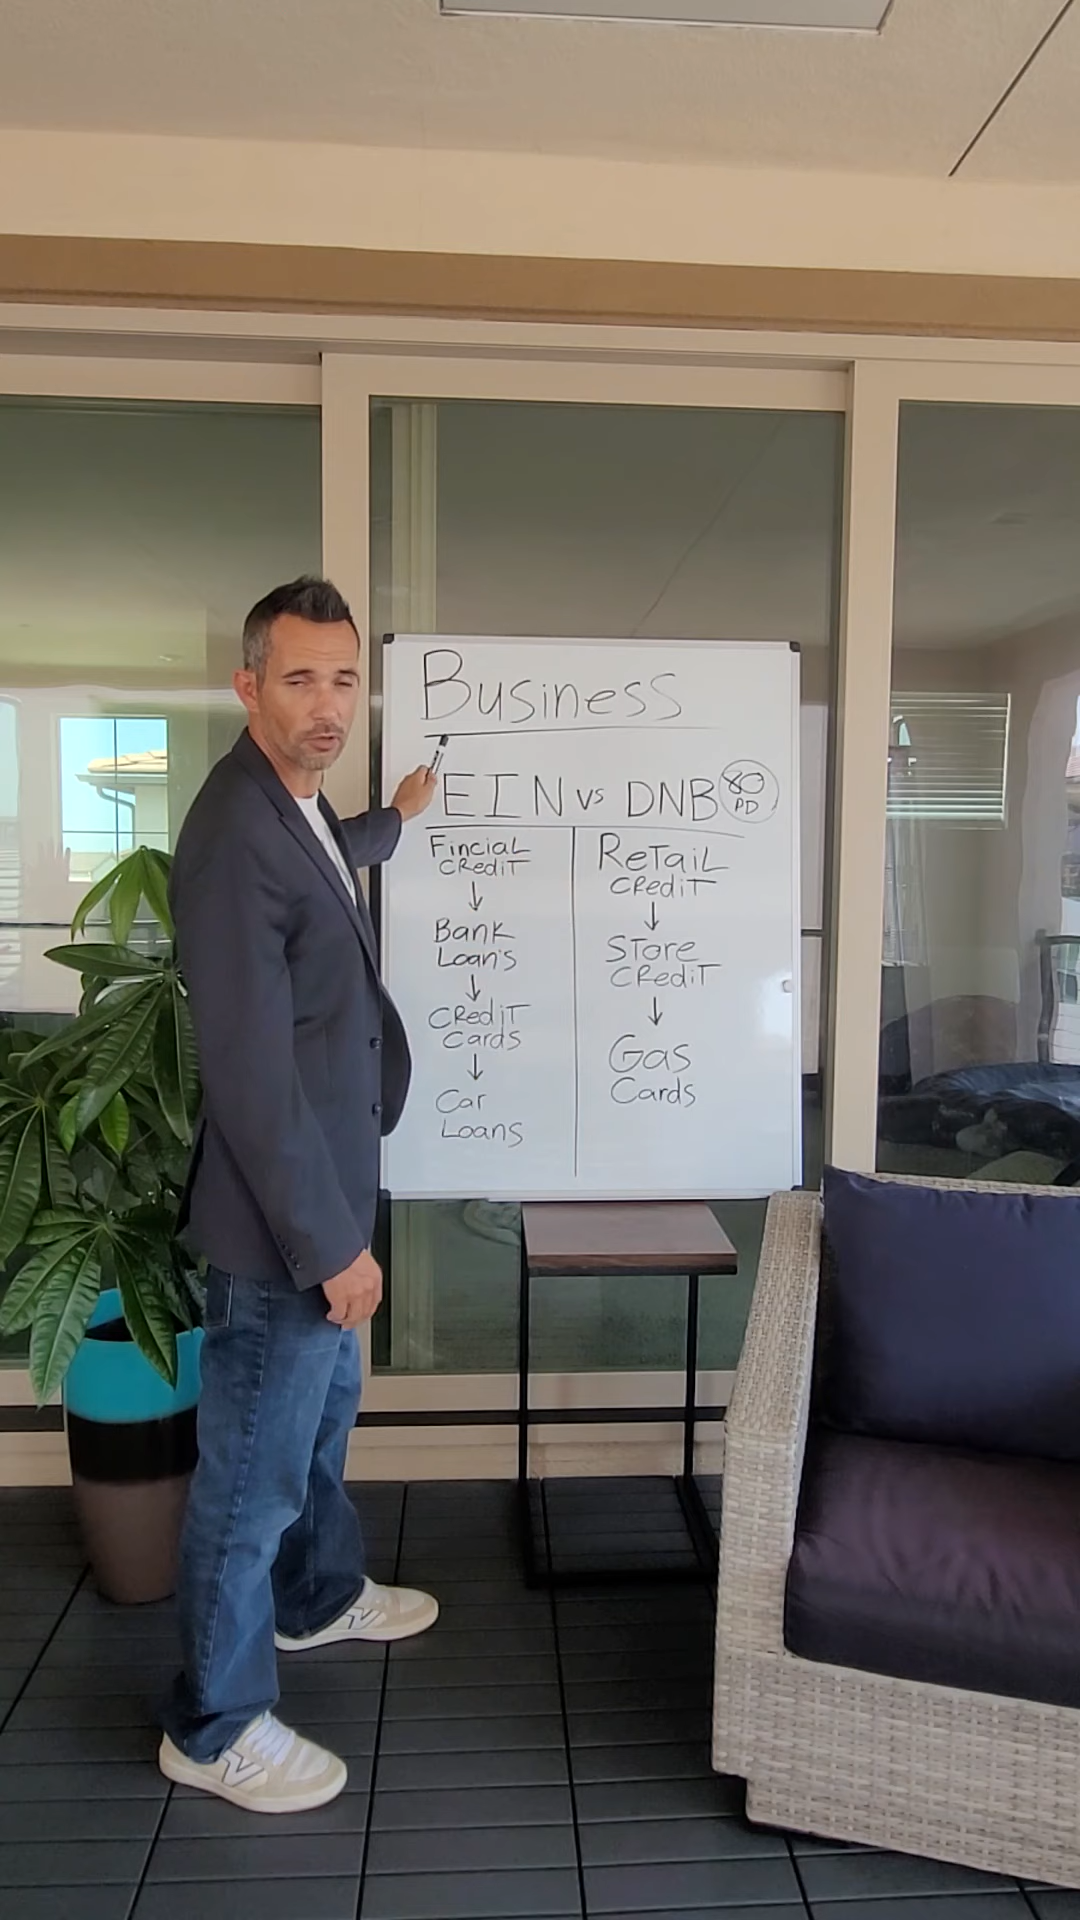 Business
EIN vs DNB 80 PD
Fincial
Credit
↓
Bank
Loan's
↓
Credit
Cards
↓
Car
Loans
Retail
Credit
↓
Store
Credit
↓
Gas
Cards